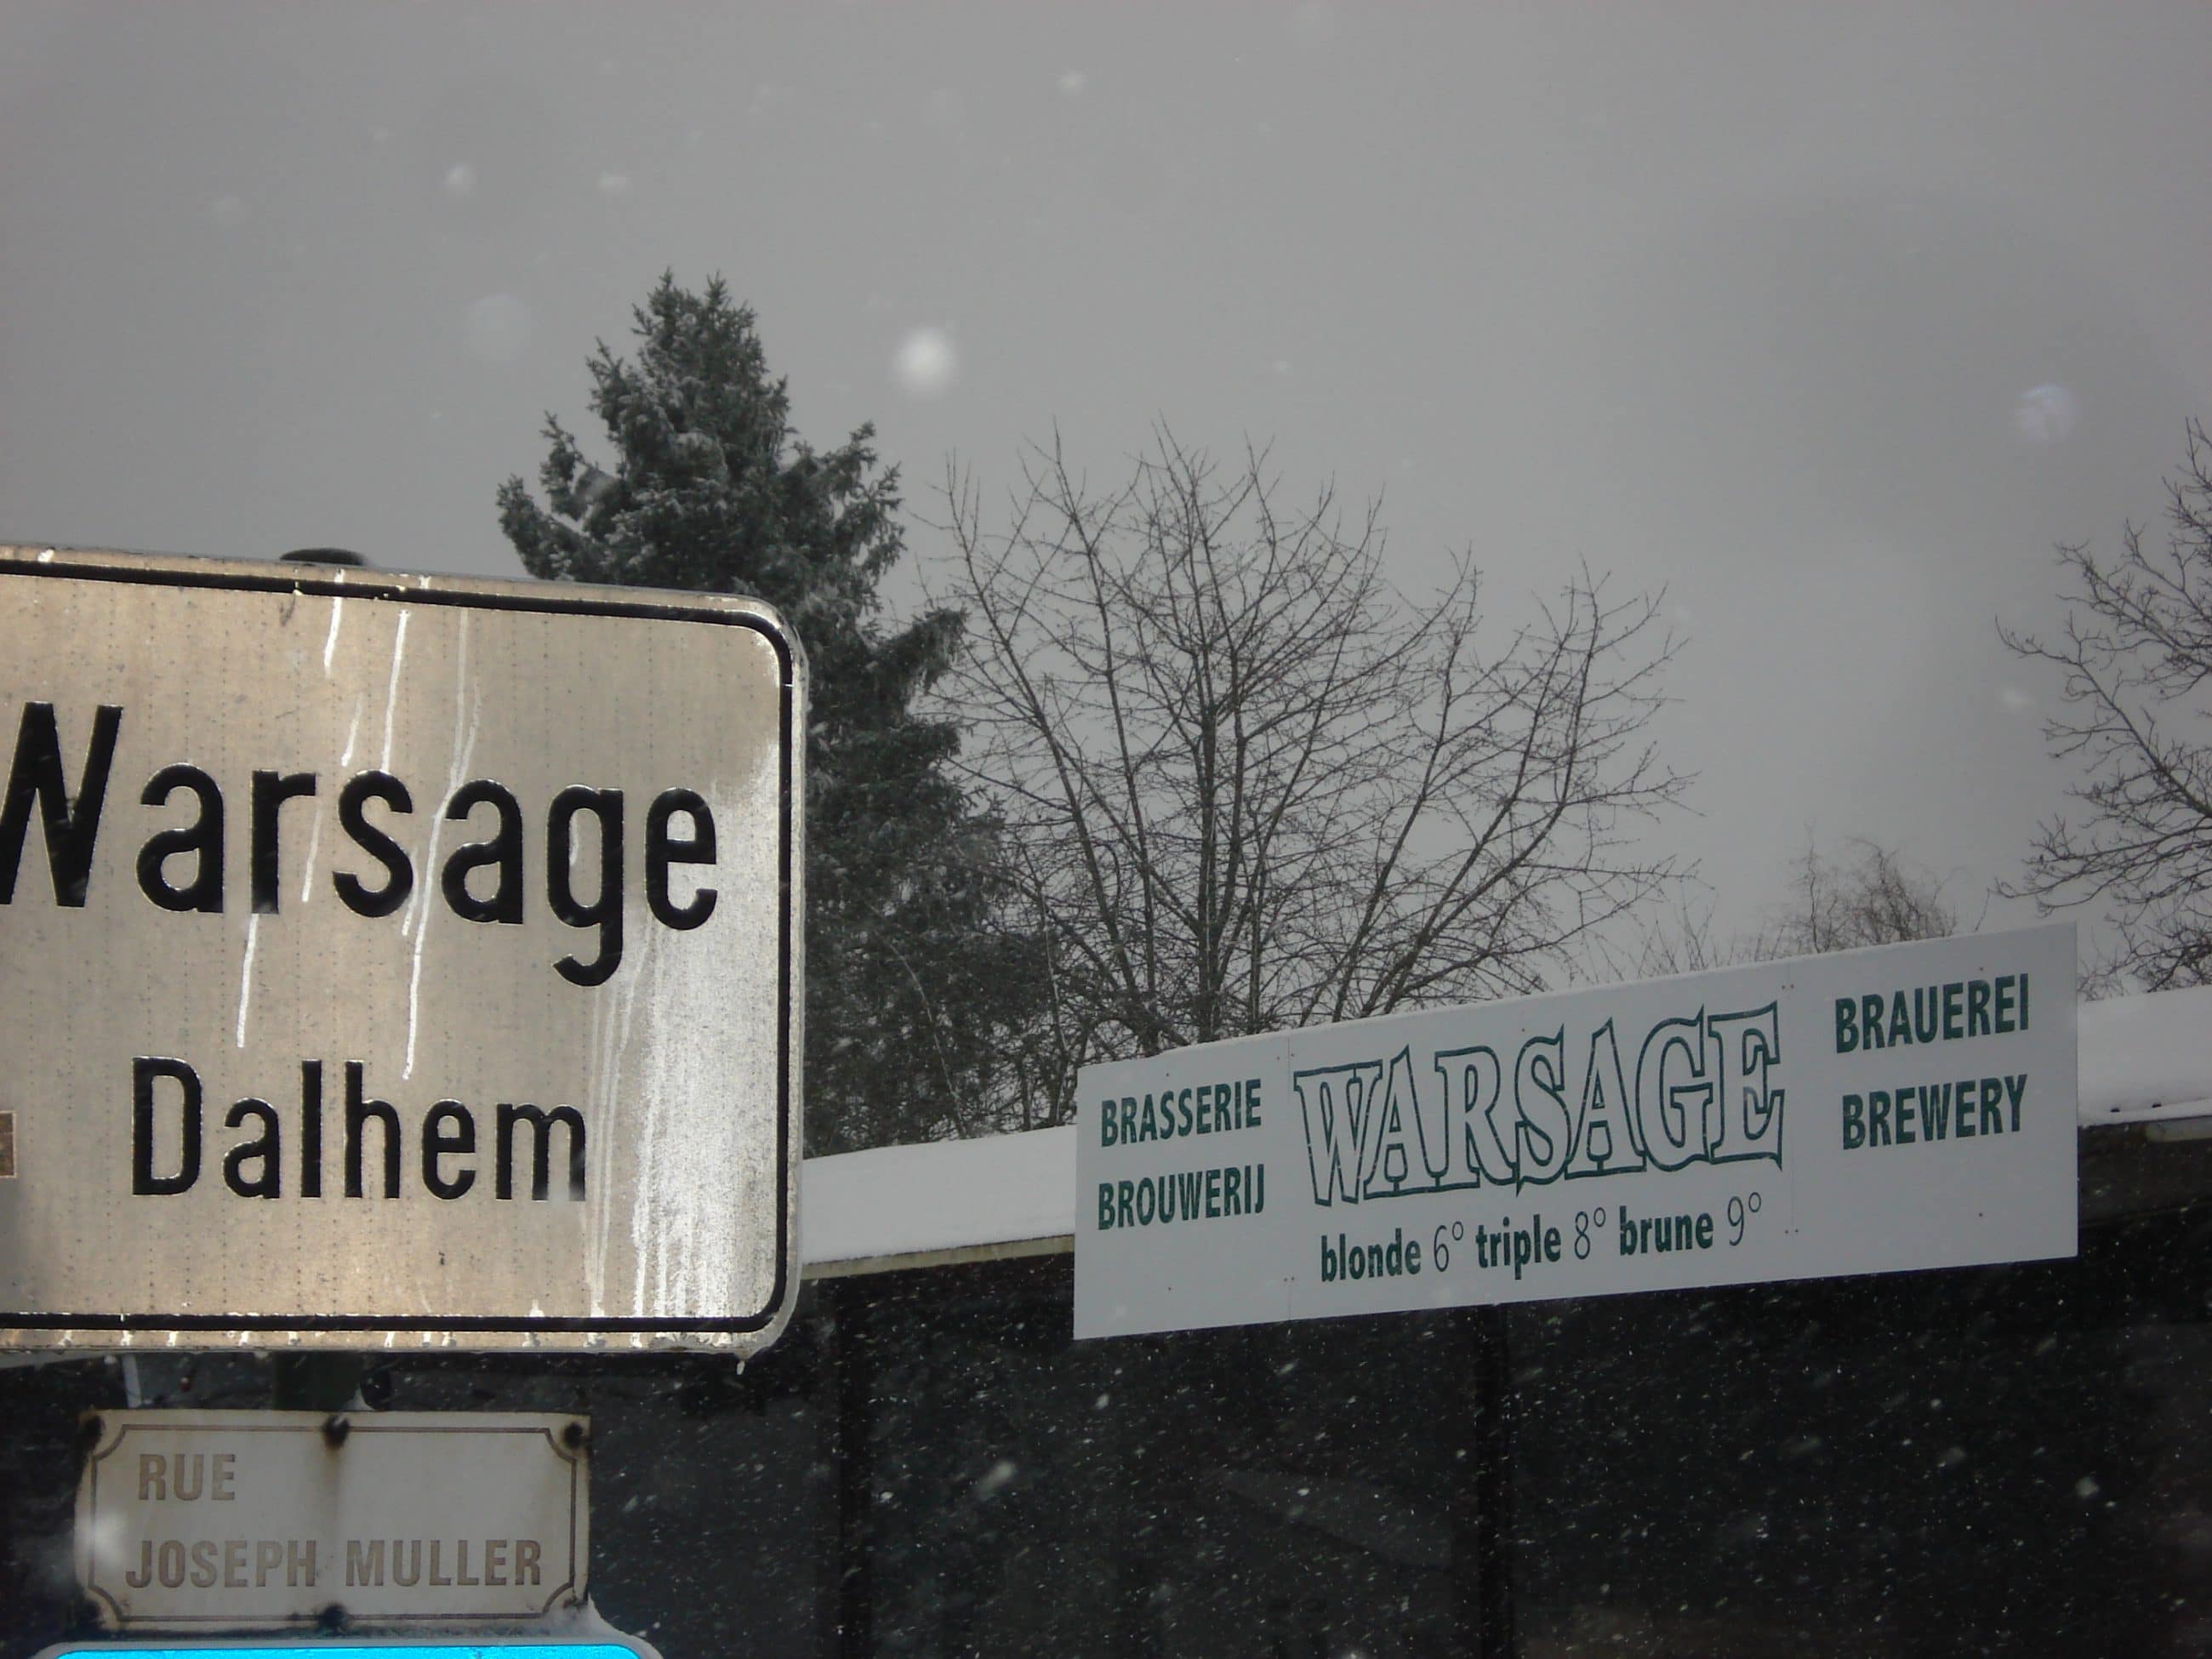 Warsage
Dalhem
RUE
JOSEPH MULLER
BRASSERIE
BROUWERIJ
WARSAGE
blonde 6° triple 8° brune 9°
BRAUEREI
BREWERY